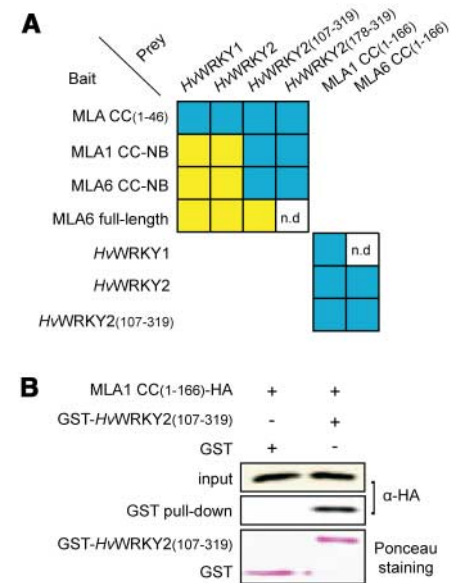 A
Prey
Bait
HvWRKY1
HvWRKY2
HvWRKY2(107-319)
HvWRKY2(178-319)
MLA1 CC(1-166)
MLA6 CC(1-166)
MLA CC(1-46)
MLA1 CC-NB
MLA6 CC-NB
MLA6 full-length n.d
HvWRKY1 n.d
HvWRKY2
HvWRKY2(107-319)
B
MLA1 CC(1-166)-HA + +
GST-HvWRKY2(107-319) - +
GST + -
input
GST pull-down
α-HA
GST-HvWRKY2(107-319)
GST
Ponceau
staining